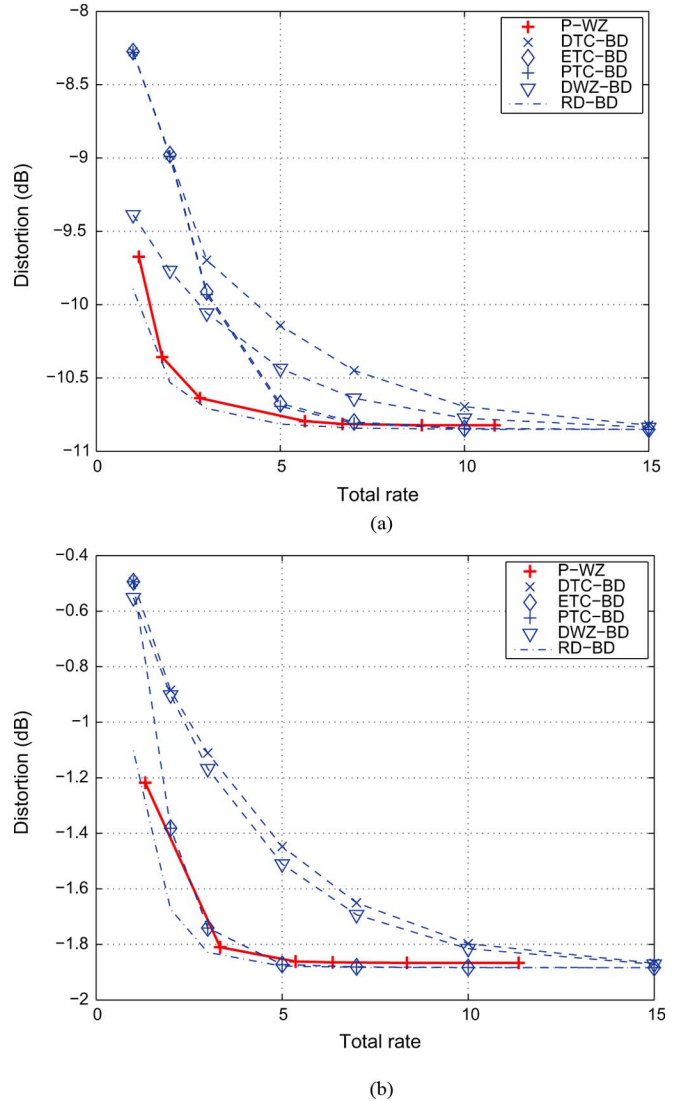 −8
−8.5
−9
−9.5
−10
−10.5
−11
Distortion (dB)
0
5
10
15
Total rate
P−WZ
DTC−BD
ETC−BD
PTC−BD
DWZ−BD
RD−BD
(a)
−0.4
−0.6
−0.8
−1
−1.2
−1.4
−1.6
−1.8
−2
Distortion (dB)
0
5
10
15
Total rate
P−WZ
DTC−BD
ETC−BD
PTC−BD
DWZ−BD
RD−BD
(b)